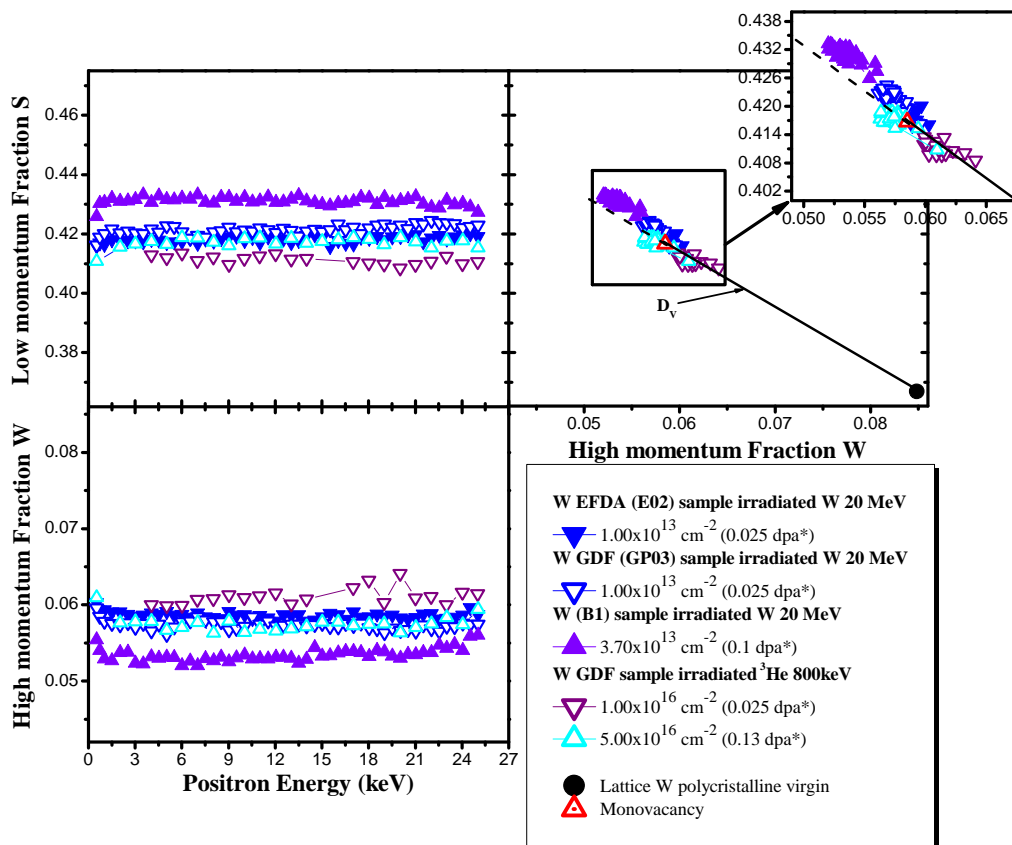 0.438
0.432
0.426
0.420
0.414
0.408
0.402
0.050 0.055 0.060 0.065
Low momentum Fraction S
0.46
0.44
0.42
0.40
0.38
D_V
0.05 0.06 0.07 0.08
High momentum Fraction W
High momentum Fraction W
0.08
0.07
0.06
0.05
0 3 6 9 12 15 18 21 24 27
Positron Energy (keV)
W EFDA (E02) sample irradiated W 20 MeV
1.00x10^13 cm^-2 (0.025 dpa*)
W GDF (GP03) sample irradiated W 20 MeV
1.00x10^13 cm^-2 (0.025 dpa*)
W (B1) sample irradiated W 20 MeV
3.70x10^13 cm^-2 (0.1 dpa*)
W GDF sample irradiated ^3He 800keV
1.00x10^16 cm^-2 (0.025 dpa*)
5.00x10^16 cm^-2 (0.13 dpa*)
Lattice W polycristalline virgin
Monovacancy